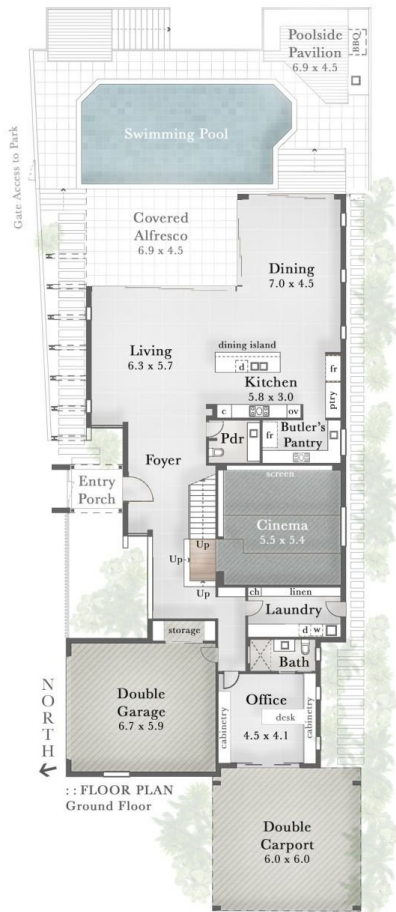 Poolside
Pavilion
6.9 x 4.5
BBQ
Swimming Pool
Gate Access to Park
Covered
Alfresco
6.9 x 4.5
Dining
7.0 x 4.5
Living
6.3 x 5.7
dining island
d
Kitchen
5.8 x 3.0
fr
ptry
c
ov
Pdr
fr
Butler's
Pantry
Foyer
Entry
Porch
screen
Cinema
5.5 x 5.4
Up
Up
Up
ch
linen
Laundry
d
w
storage
Bath
Double
Garage
6.7 x 5.9
Office
desk
4.5 x 4.1
cabinetry
cabinetry
NORTH
:: FLOOR PLAN
Ground Floor
Double
Carport
6.0 x 6.0